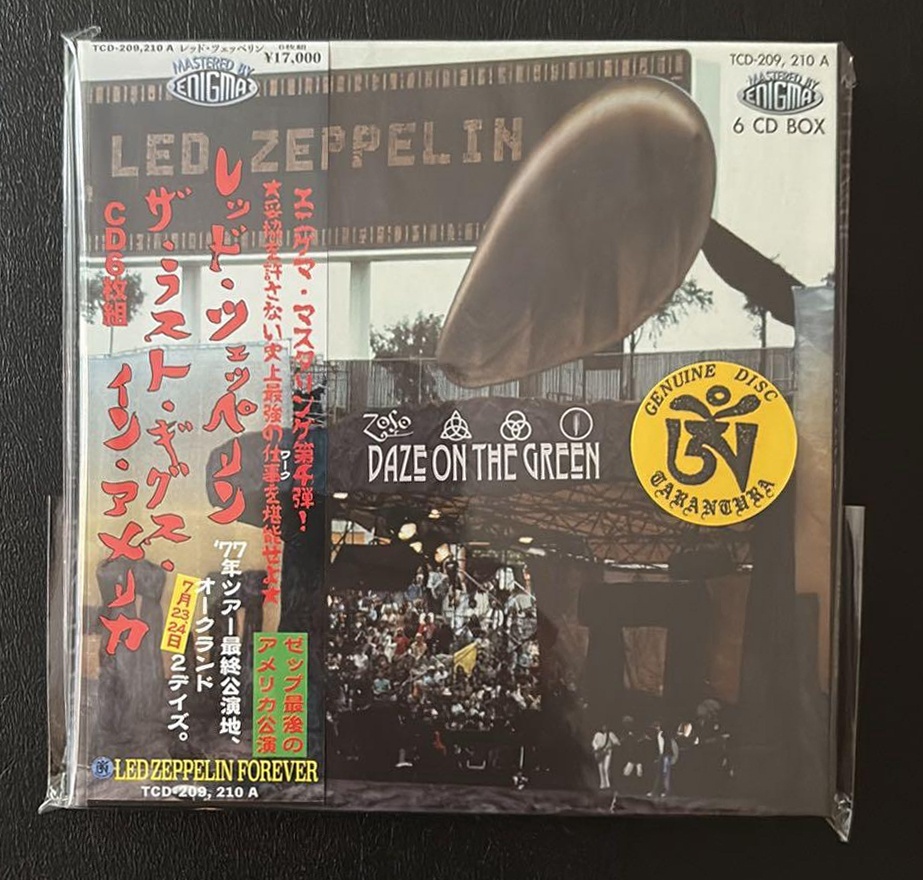 TCD-209,210 A レッド・ツェッペリン
6枚組
¥17,000
MASTERED BY
ENIGMA
エニグマ・マスタリング第4弾!
★妥協を許さない史上最強の仕事を堪能せよ★
ワーク
レッド・ツェッペリン
ザ・ラスト・ギグス・
イン・アメリカ
CD6枚組
'77年ツアー最終公演地、
オークランド
7月23,24日2デイズ。
ゼップ最後の
アメリカ公演
LED ZEPPELIN FOREVER
TCD-209, 210 A
TCD-209, 210 A
MASTERED BY
ENIGMA
6 CD BOX
LED ZEPPELIN
ZoSo
DAZE ON THE GREEN
GENUINE DISC
TARANTURA